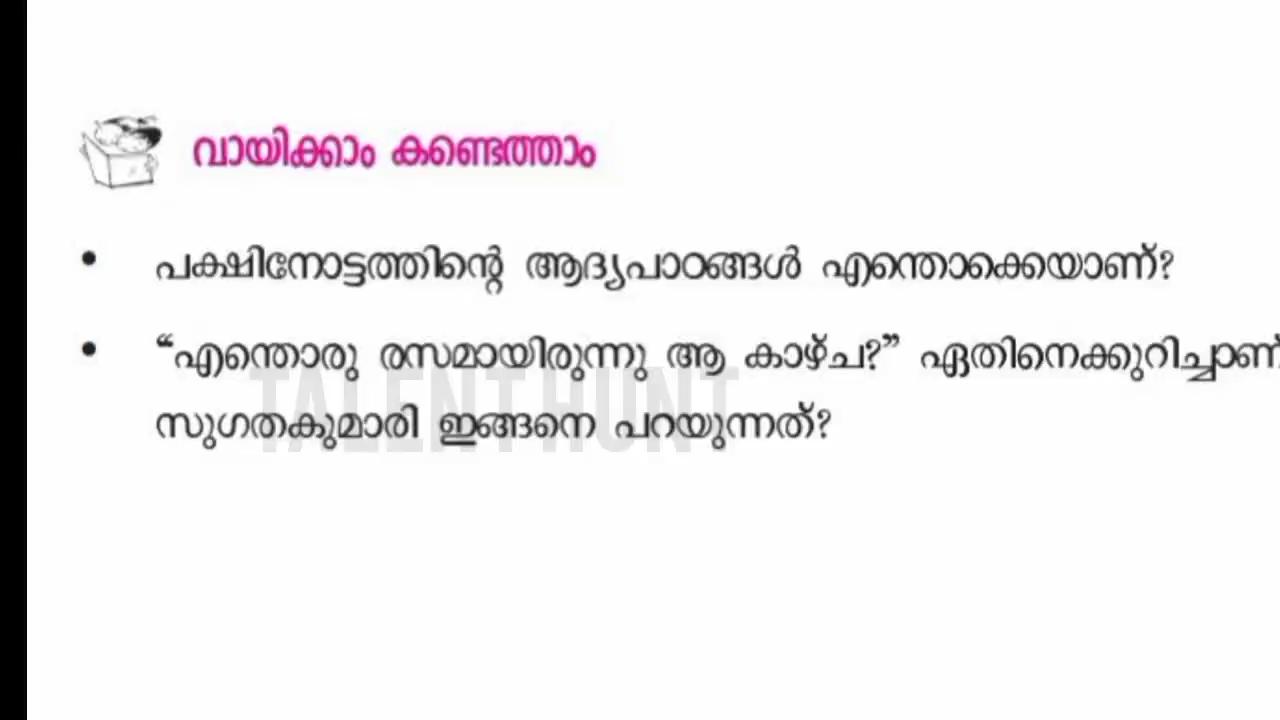 വായിക്കാം കണ്ടെത്താം
• പക്ഷിനോട്ടത്തിന്റെ ആദ്യപാഠങ്ങൾ എന്തൊക്കെയാണ്?
• “എന്തൊരു രസമായിരുന്നു ആ കാഴ്ച?” ഏതിനെക്കുറിച്ചാണ്
സുഗതകുമാരി ഇങ്ങനെ പറയുന്നത്?
TALENT HUNT